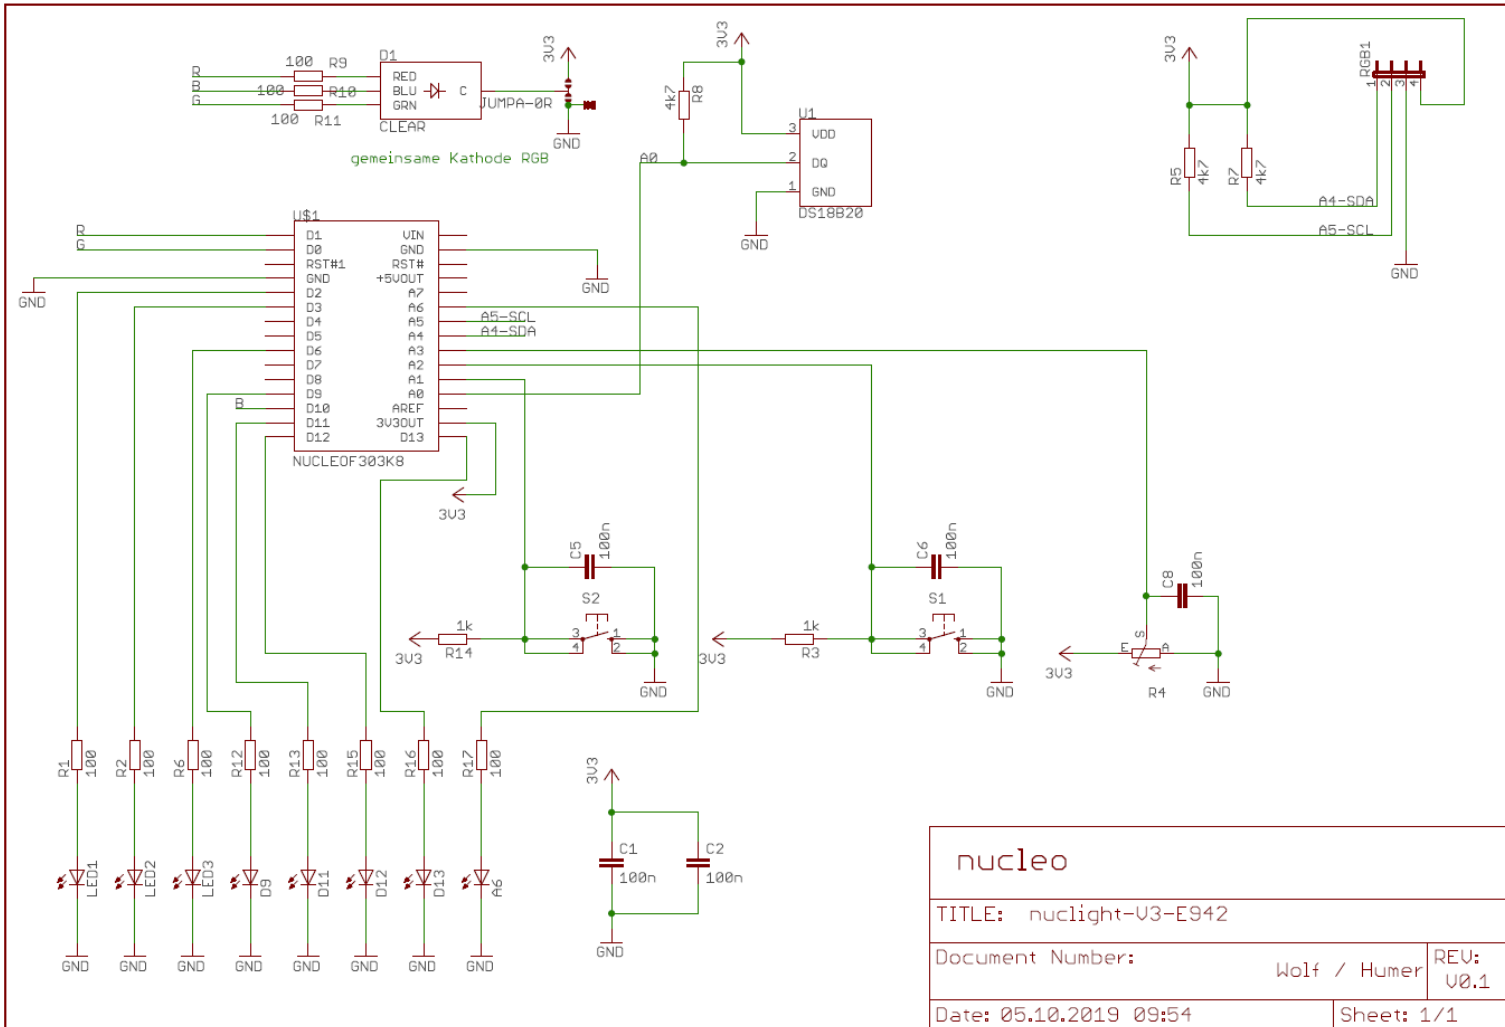 3V3
D1
100 R9
R
RED
100 R10
B
BLU
C
G
GRN
100 R11
CLEAR
JUMPA-0R
GND
gemeinsame Kathode RGB
3V3
4k7
R8
A0
U1
3 VDD
2 DQ
1 GND
DS18B20
GND
3V3
RGB1
1
2
3
4
R5
4k7
R7
4k7
A4-SDA
A5-SCL
GND
U$1
R
D1
VIN
G
D0
GND
RST#1
RST#
GND
+5VOUT
D2
A7
D3
A6
D4
A5
A5-SCL
D5
A4
A4-SDA
D6
A3
D7
A2
D8
A1
D9
A0
B
D10
AREF
D11
3V3OUT
D12
D13
NUCLEOF303K8
GND
GND
3V3
C5
100n
S2
3
1
4
2
1k
R14
3V3
GND
C6
100n
S1
3
1
4
2
1k
R3
3V3
GND
C8
100n
S
E
A
3V3
R4
GND
R1
100
R2
100
R6
100
R12
100
R13
100
R15
100
R16
100
R17
100
LED1
LED2
LED3
D9
D11
D12
D13
A6
GND
GND
GND
GND
GND
GND
GND
GND
3V3
C1
100n
C2
100n
GND
nucleo
TITLE: nuclight-V3-E942
Document Number:
Wolf / Humer
REV:
V0.1
Date: 05.10.2019 09:54
Sheet: 1/1